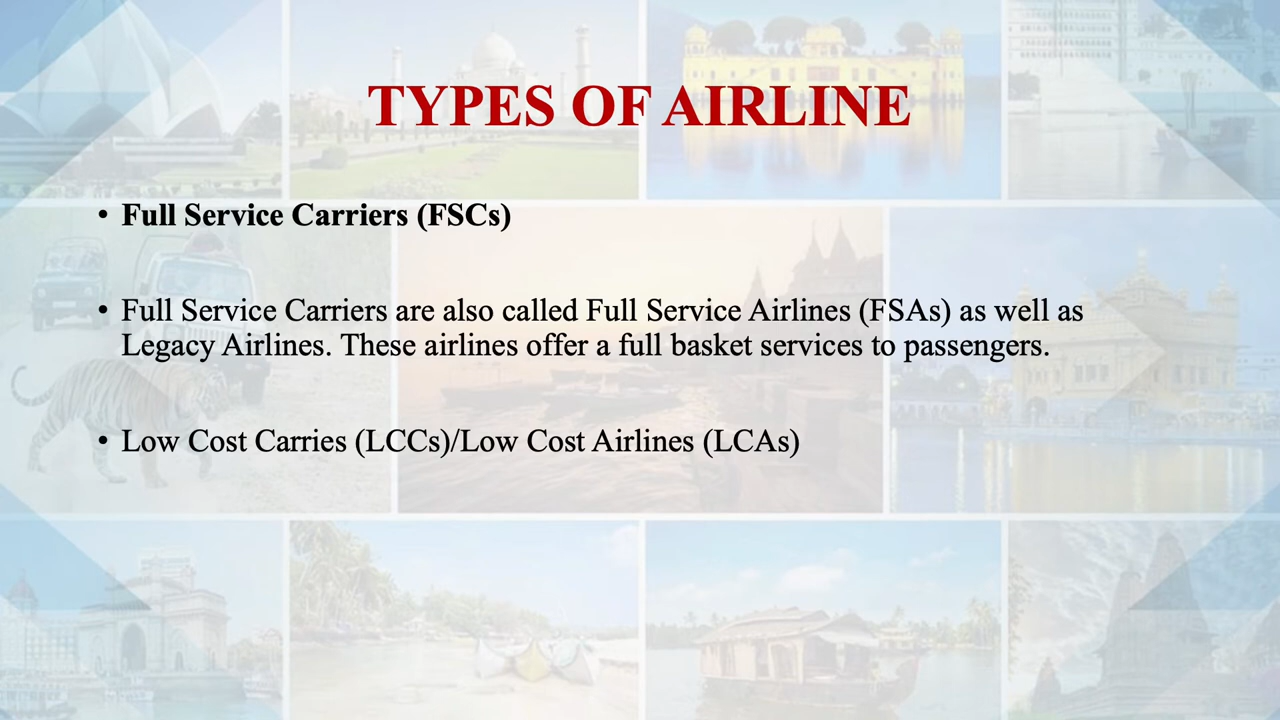 TYPES OF AIRLINE
• Full Service Carriers (FSCs)
• Full Service Carriers are also called Full Service Airlines (FSAs) as well as
Legacy Airlines. These airlines offer a full basket services to passengers.
• Low Cost Carries (LCCs)/Low Cost Airlines (LCAs)